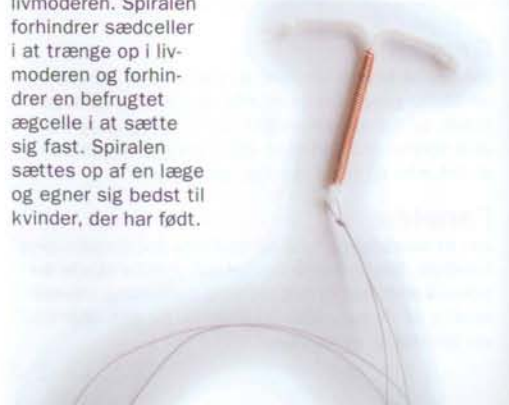 livmoderen. Spiralen
forhindrer sædceller
i at trænge op i liv-
moderen og forhin-
drer en befrugtet
ægcelle i at sætte
sig fast. Spiralen
sættes op af en læge
og egner sig bedst til
kvinder, der har født.